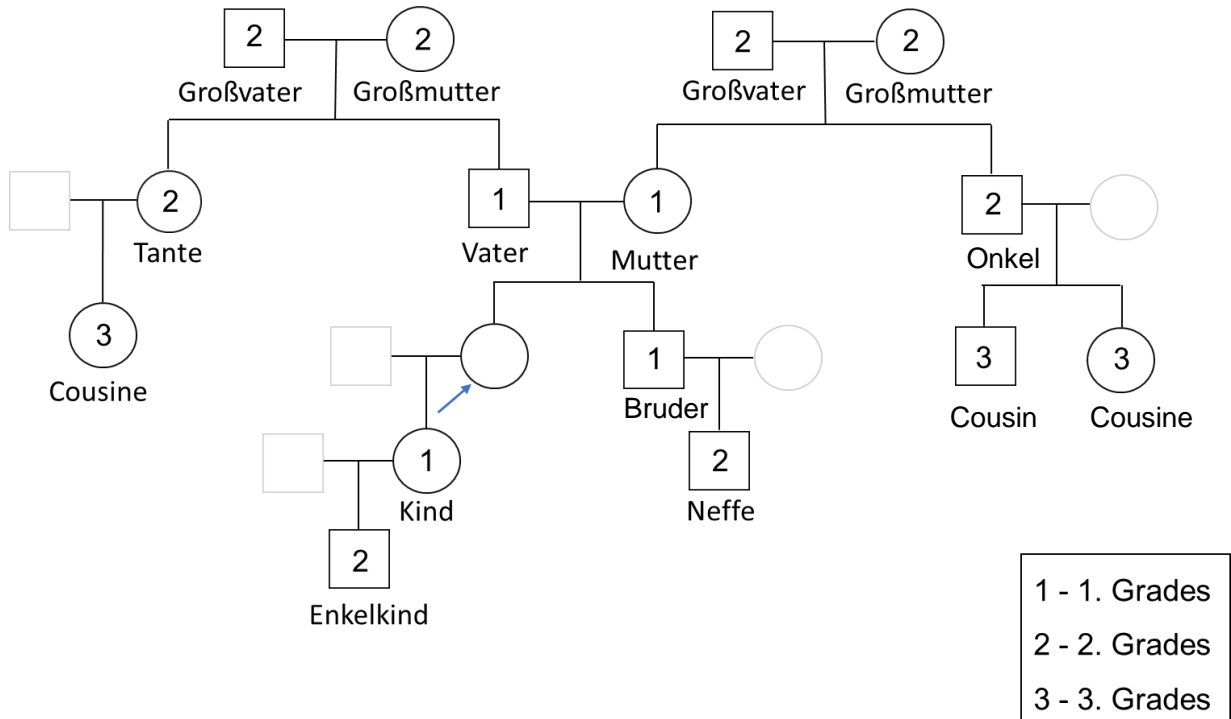 2 2 2 2
Großvater Großmutter Großvater Großmutter
2 1 1 2
Tante Vater Mutter Onkel
3 1 3 3
Cousine Bruder Cousin Cousine
1 2
Kind Neffe
2
Enkelkind
1 - 1. Grades
2 - 2. Grades
3 - 3. Grades